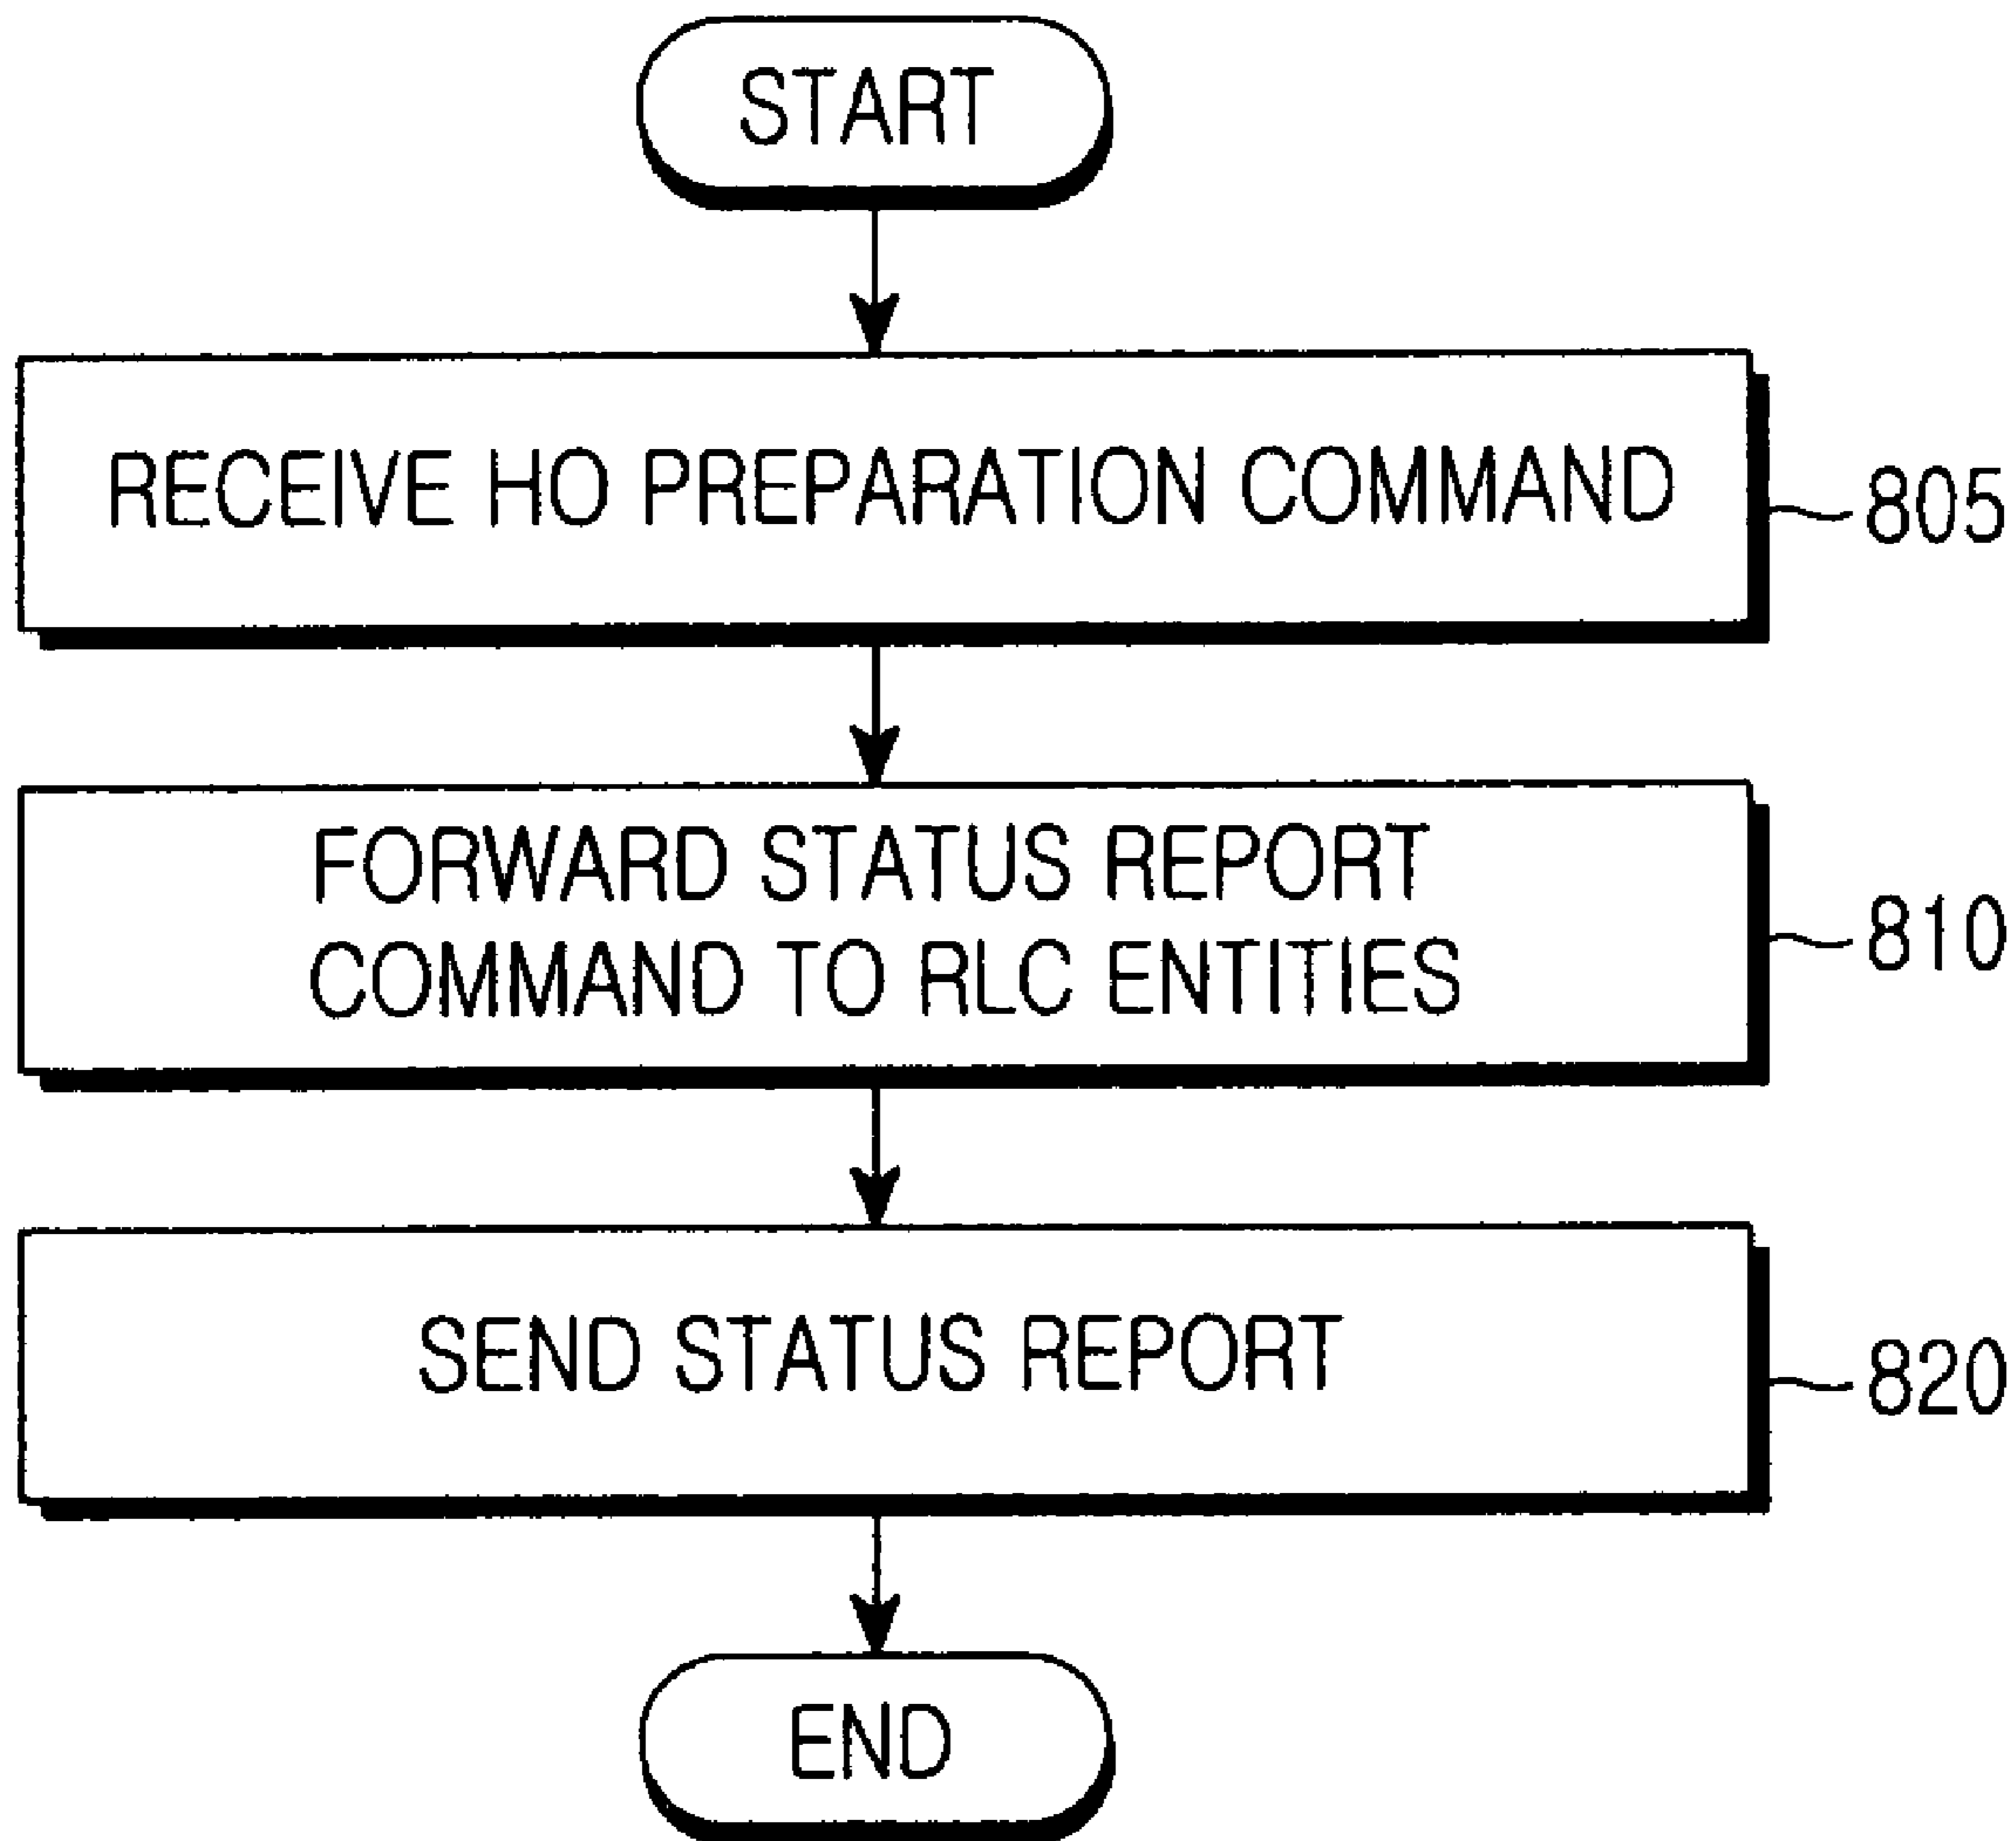 START
RECEIVE HO PREPARATION COMMAND
805
FORWARD STATUS REPORT
COMMAND TO RLC ENTITIES
810
SEND STATUS REPORT
820
END